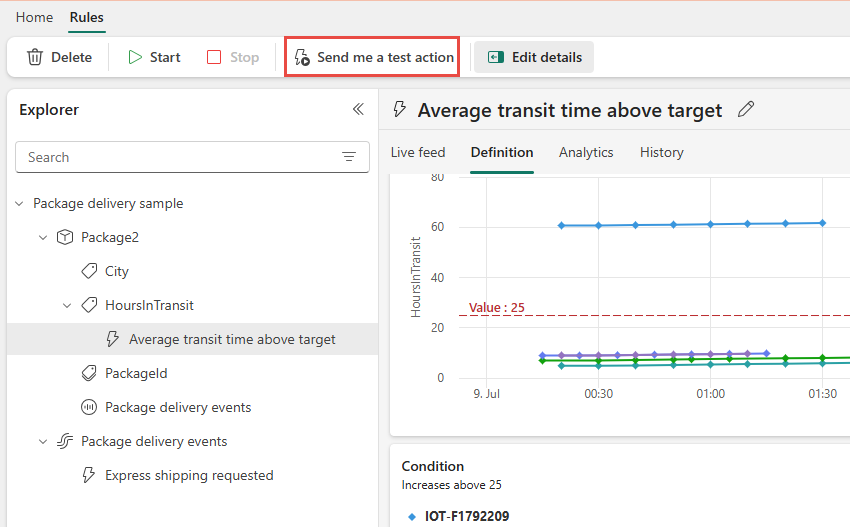 Home Rules
Delete Start Stop Send me a test action Edit details
Explorer
Search
Package delivery sample
Package2
City
HoursInTransit
Average transit time above target
PackageId
Package delivery events
Package delivery events
Express shipping requested
Average transit time above target
Live feed Definition Analytics History
80
60
40
20
0
HoursInTransit
Value : 25
9. Jul 00:30 01:00 01:30
Condition
Increases above 25
IOT-F1792209